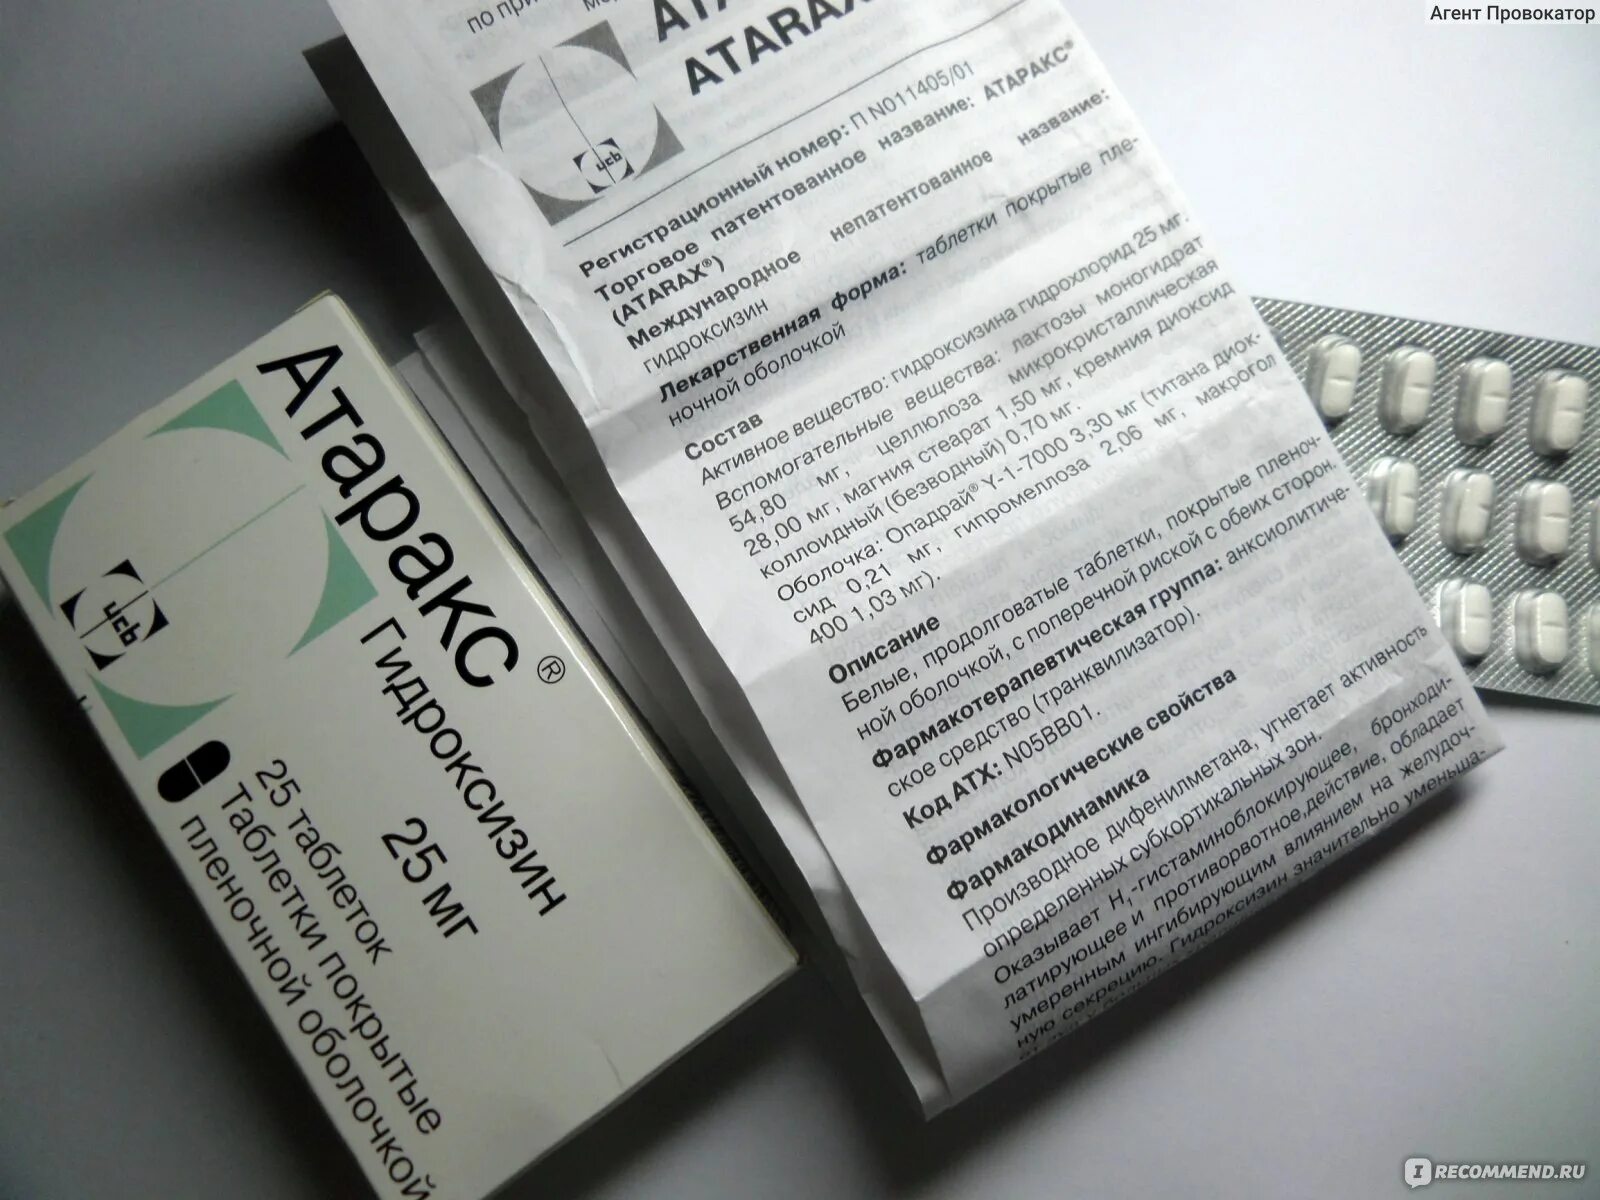 Агент Провокатор
ATARAX
ucb
Регистрационный номер: П N011405/01
Торговое патентованное название: АТАРАКС®
(ATARAX®)
Международное непатентованное название:
гидроксизин
Лекарственная форма: таблетки покрытые пле-
ночной оболочкой
Состав
Активное вещество: гидроксизина гидрохлорид 25 мг.
Вспомогательные вещества: лактозы моногидрат
54,80 мг, целлюлоза микрокристаллическая
28,00 мг, магния стеарат 1,50 мг, кремния диоксид
коллоидный (безводный) 0,70 мг.
Оболочка: Опадрай® Y-1-7000 3,30 мг (титана диок-
сид 0,21 мг, гипромеллоза 2,06 мг, макрогол
400 1,03 мг).
Описание
Белые, продолговатые таблетки, покрытые пленоч-
ной оболочкой, с поперечной риской с обеих сторон.
Фармакотерапевтическая группа: анксиолитиче-
ское средство (транквилизатор).
Код АТХ: N05BB01.
Фармакологические свойства
Фармакодинамика
Производное дифенилметана, угнетает активность
определенных субкортикальных зон.
Оказывает H₁-гистаминоблокирующее, бронходи-
латирующее и противорвотное действие, обладает
умеренным ингибирующим влиянием на желудоч-
ную секрецию. Гидроксизин значительно уменьша-
Атаракс®
Гидроксизин
25 мг
ucb
25 таблеток
Таблетки покрытые
пленочной оболочкой
IRECOMMEND.RU